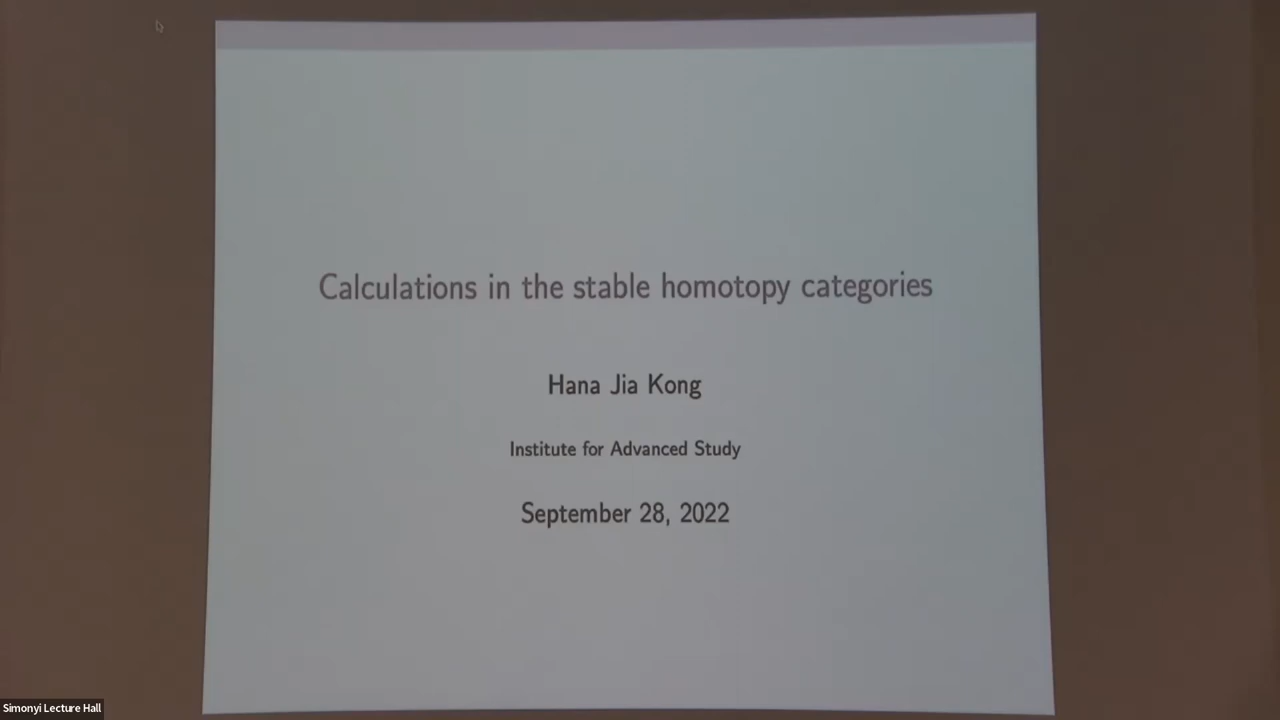 Calculations in the stable homotopy categories
Hana Jia Kong
Institute for Advanced Study
September 28, 2022
Simonyi Lecture Hall